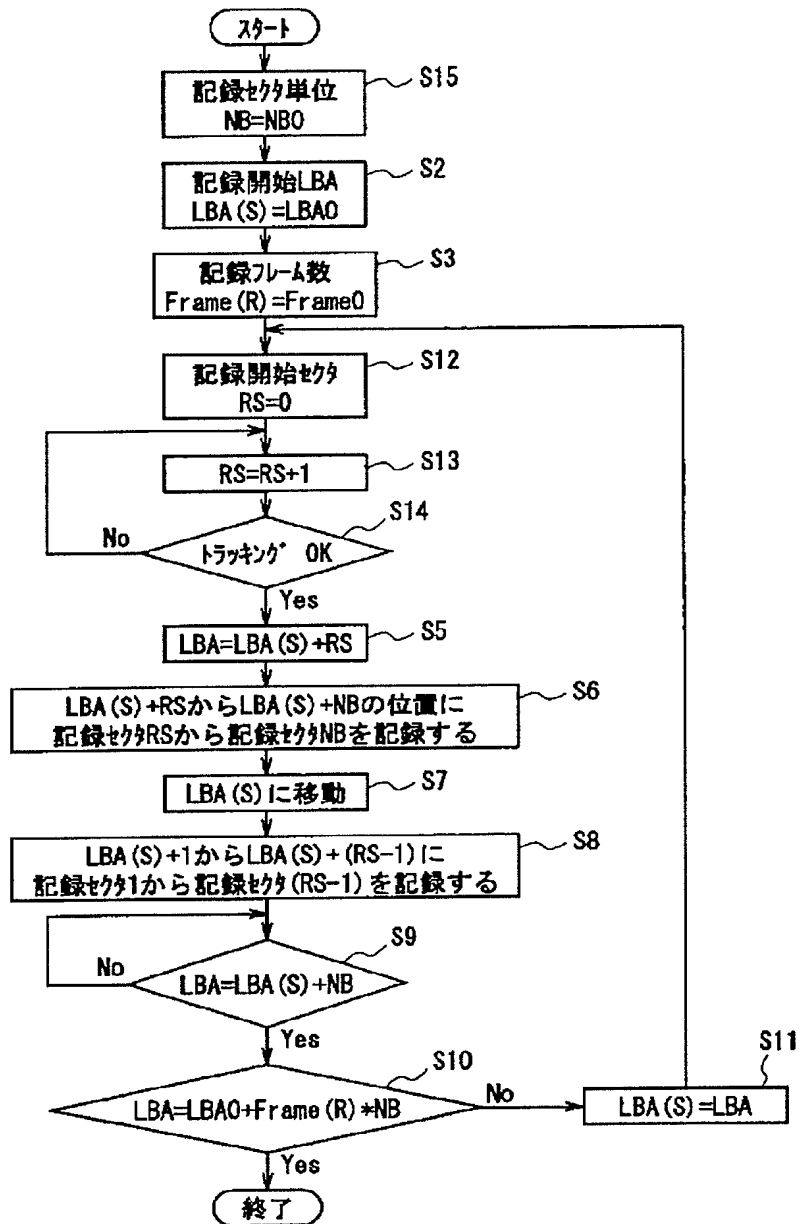 スタート
記録セクタ単位
NB=NB0
S15
記録開始LBA
LBA(S)=LBA0
S2
記録フレーム数
Frame(R)=Frame0
S3
記録開始セクタ
RS=0
S12
RS=RS+1
S13
トラッキング OK
S14
No
Yes
LBA=LBA(S)+RS
S5
LBA(S)+RSからLBA(S)+NBの位置に
記録セクタRSから記録セクタNBを記録する
S6
LBA(S)に移動
S7
LBA(S)+1からLBA(S)+(RS-1)に
記録セクタ1から記録セクタ(RS-1)を記録する
S8
LBA=LBA(S)+NB
S9
No
Yes
LBA=LBA0+Frame(R)*NB
S10
No
LBA(S)=LBA
S11
Yes
終了